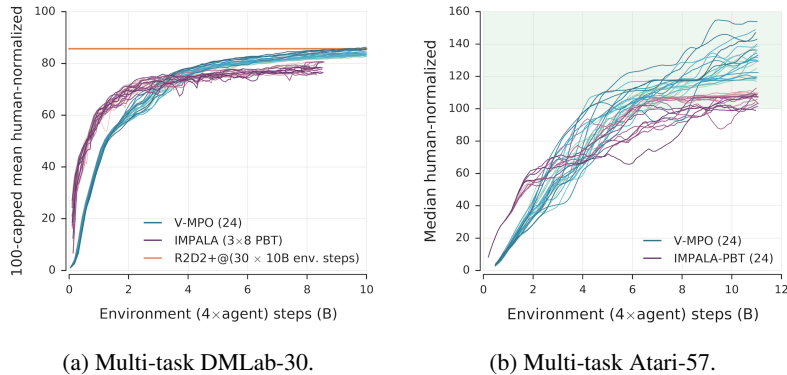 100-capped mean human-normalized
100
80
60
40
20
0
0
2
4
6
8
10
V-MPO (24)
IMPALA (3×8 PBT)
R2D2+@(30 × 10B env. steps)
Environment (4×agent) steps (B)
(a) Multi-task DMLab-30.
Median human-normalized
160
140
120
100
80
60
40
20
0
0
2
4
6
8
10
12
V-MPO (24)
IMPALA-PBT (24)
Environment (4×agent) steps (B)
(b) Multi-task Atari-57.